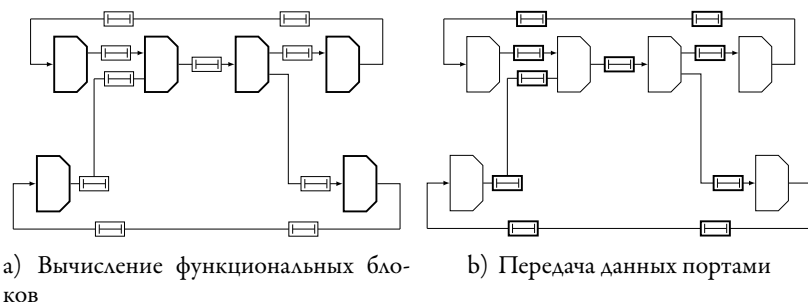 a) Вычисление функциональных бло-
ков
b) Передача данных портами